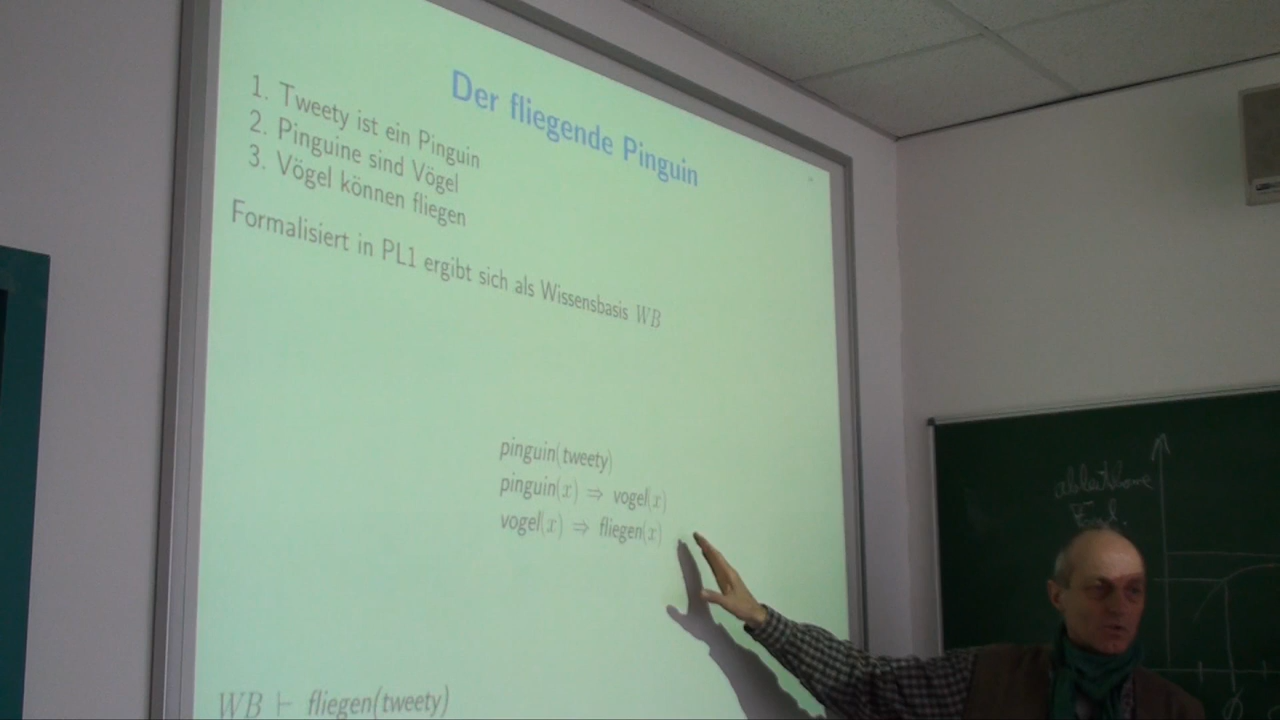 Der fliegende Pinguin
1. Tweety ist ein Pinguin
2. Pinguine sind Vögel
3. Vögel können fliegen
Formalisiert in PL1 ergibt sich als Wissensbasis WB
pinguin(tweety)
pinguin(x) ⇒ vogel(x)
vogel(x) ⇒ fliegen(x)
WB ⊢ fliegen(tweety)
ableitbare